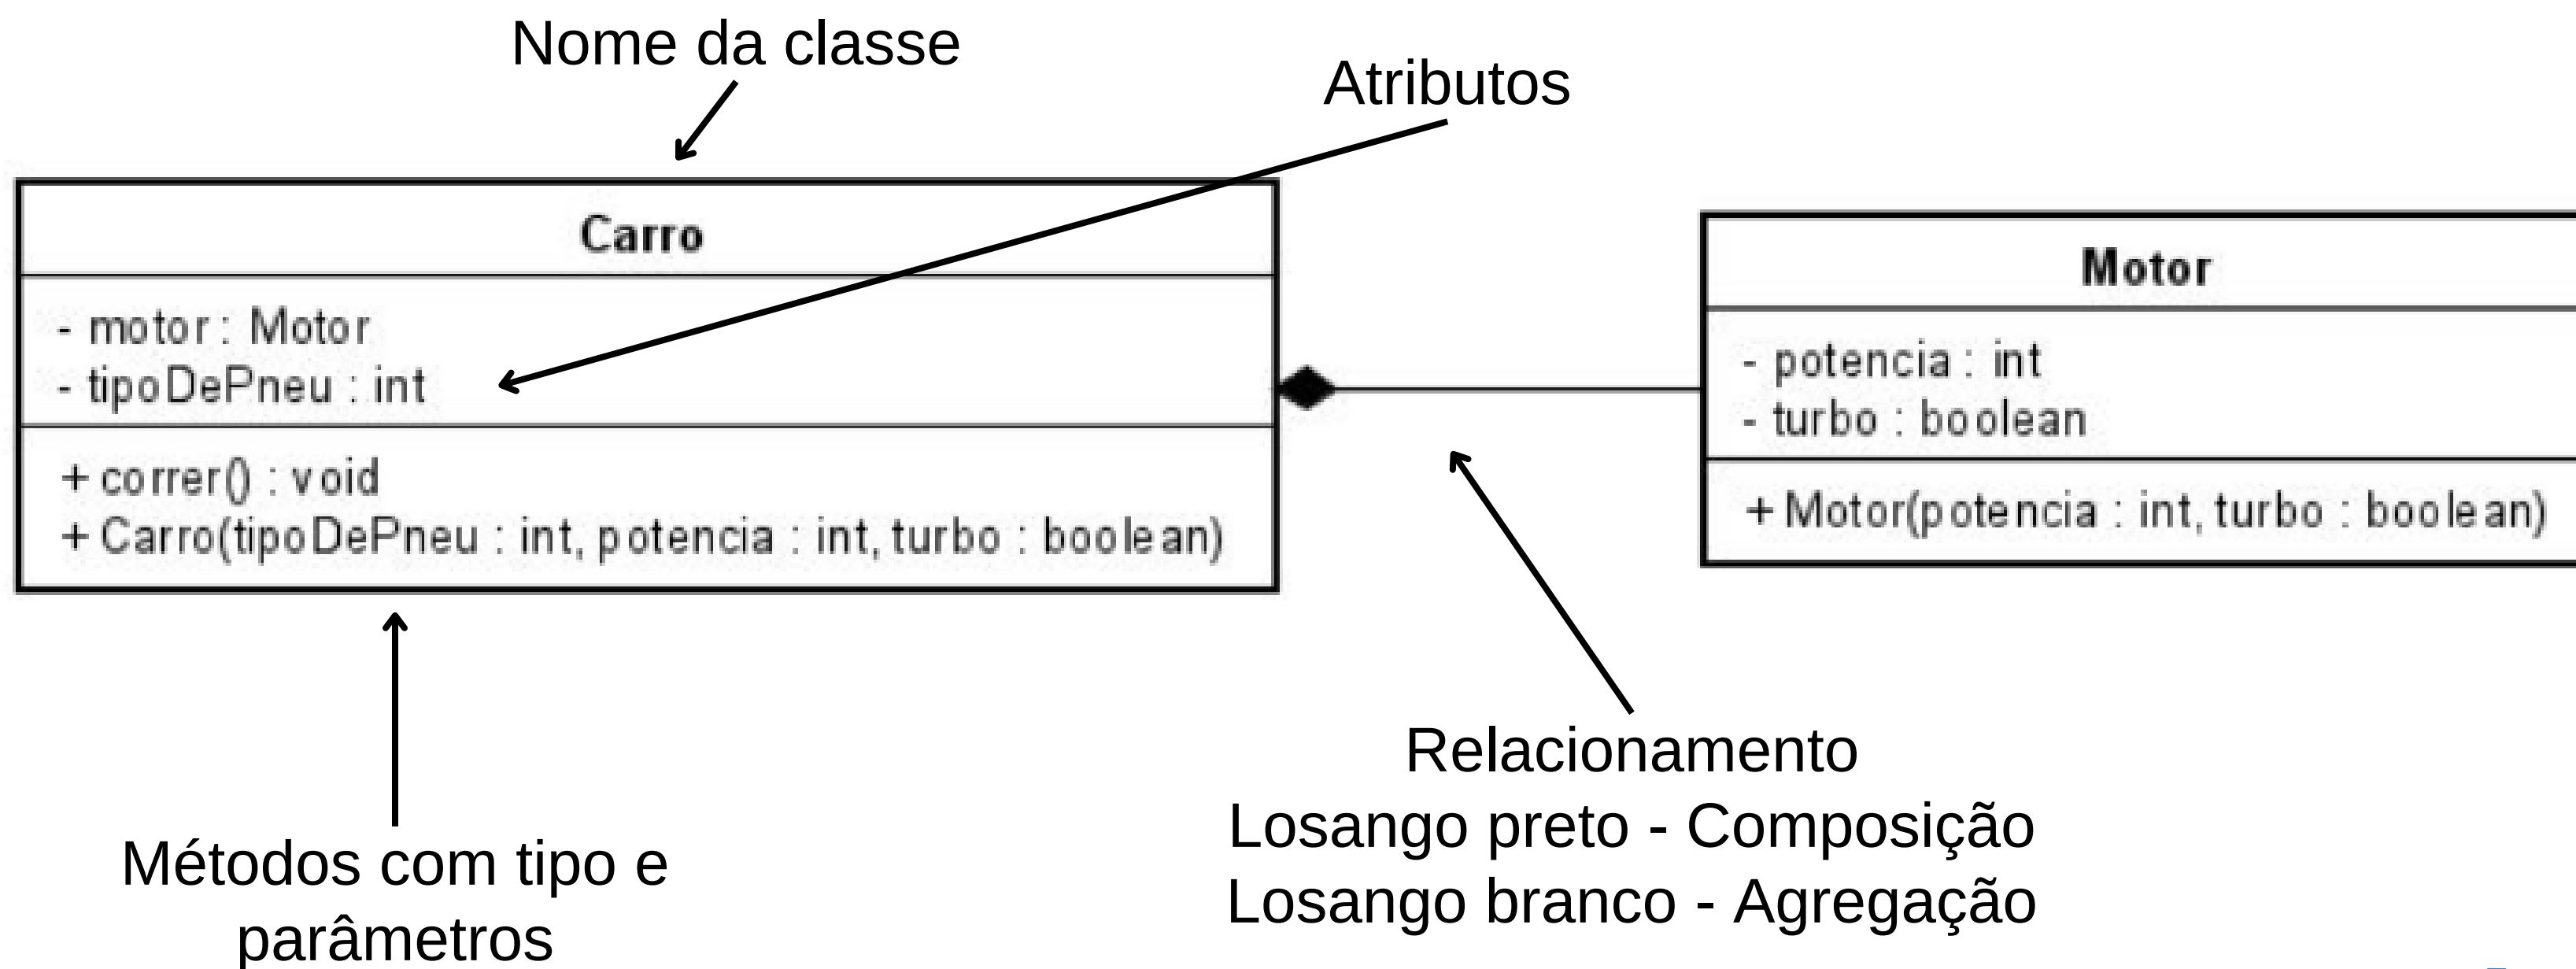 Nome da classe
Atributos
Carro
- motor : Motor
- tipoDePneu : int
+ correr() : void
+ Carro(tipoDePneu : int, potencia : int, turbo : boolean)
Motor
- potencia : int
- turbo : boolean
+ Motor(potencia : int, turbo : boolean)
Métodos com tipo e
parâmetros
Relacionamento
Losango preto - Composição
Losango branco - Agregação